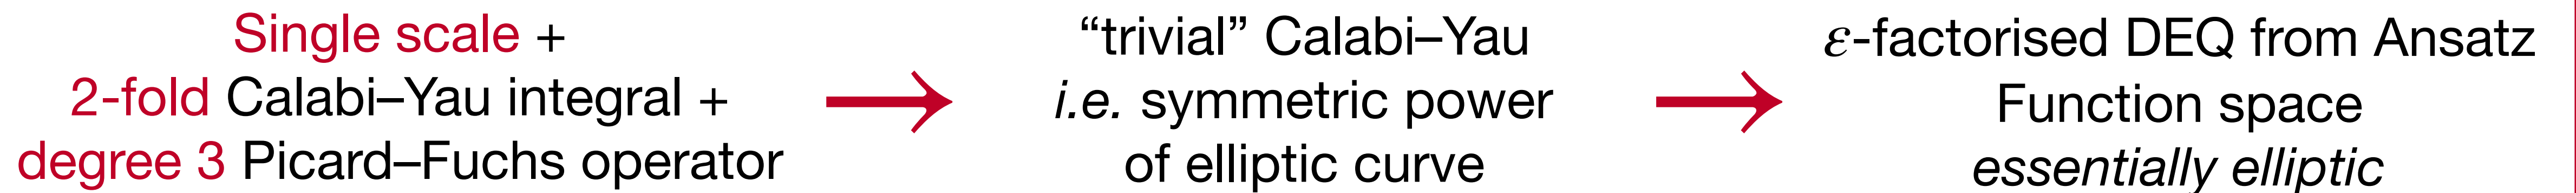 Single scale +
2-fold Calabi–Yau integral +
degree 3 Picard–Fuchs operator
“trivial” Calabi–Yau
i.e. symmetric power
of elliptic curve
ε-factorised DEQ from Ansatz
Function space
essentially elliptic